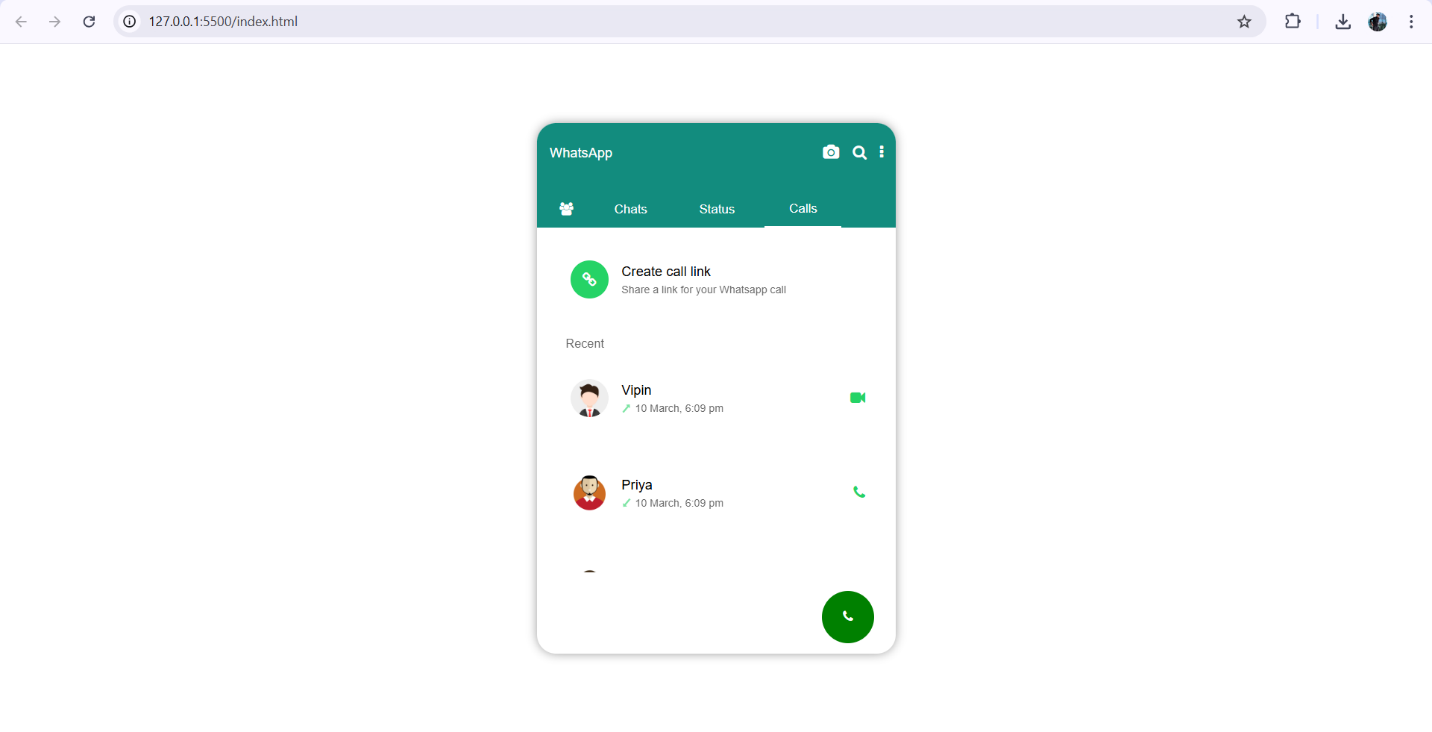 127.0.0.1:5500/index.html
WhatsApp
Chats Status Calls
Create call link
Share a link for your Whatsapp call
Recent
Vipin
10 March, 6:09 pm
Priya
10 March, 6:09 pm